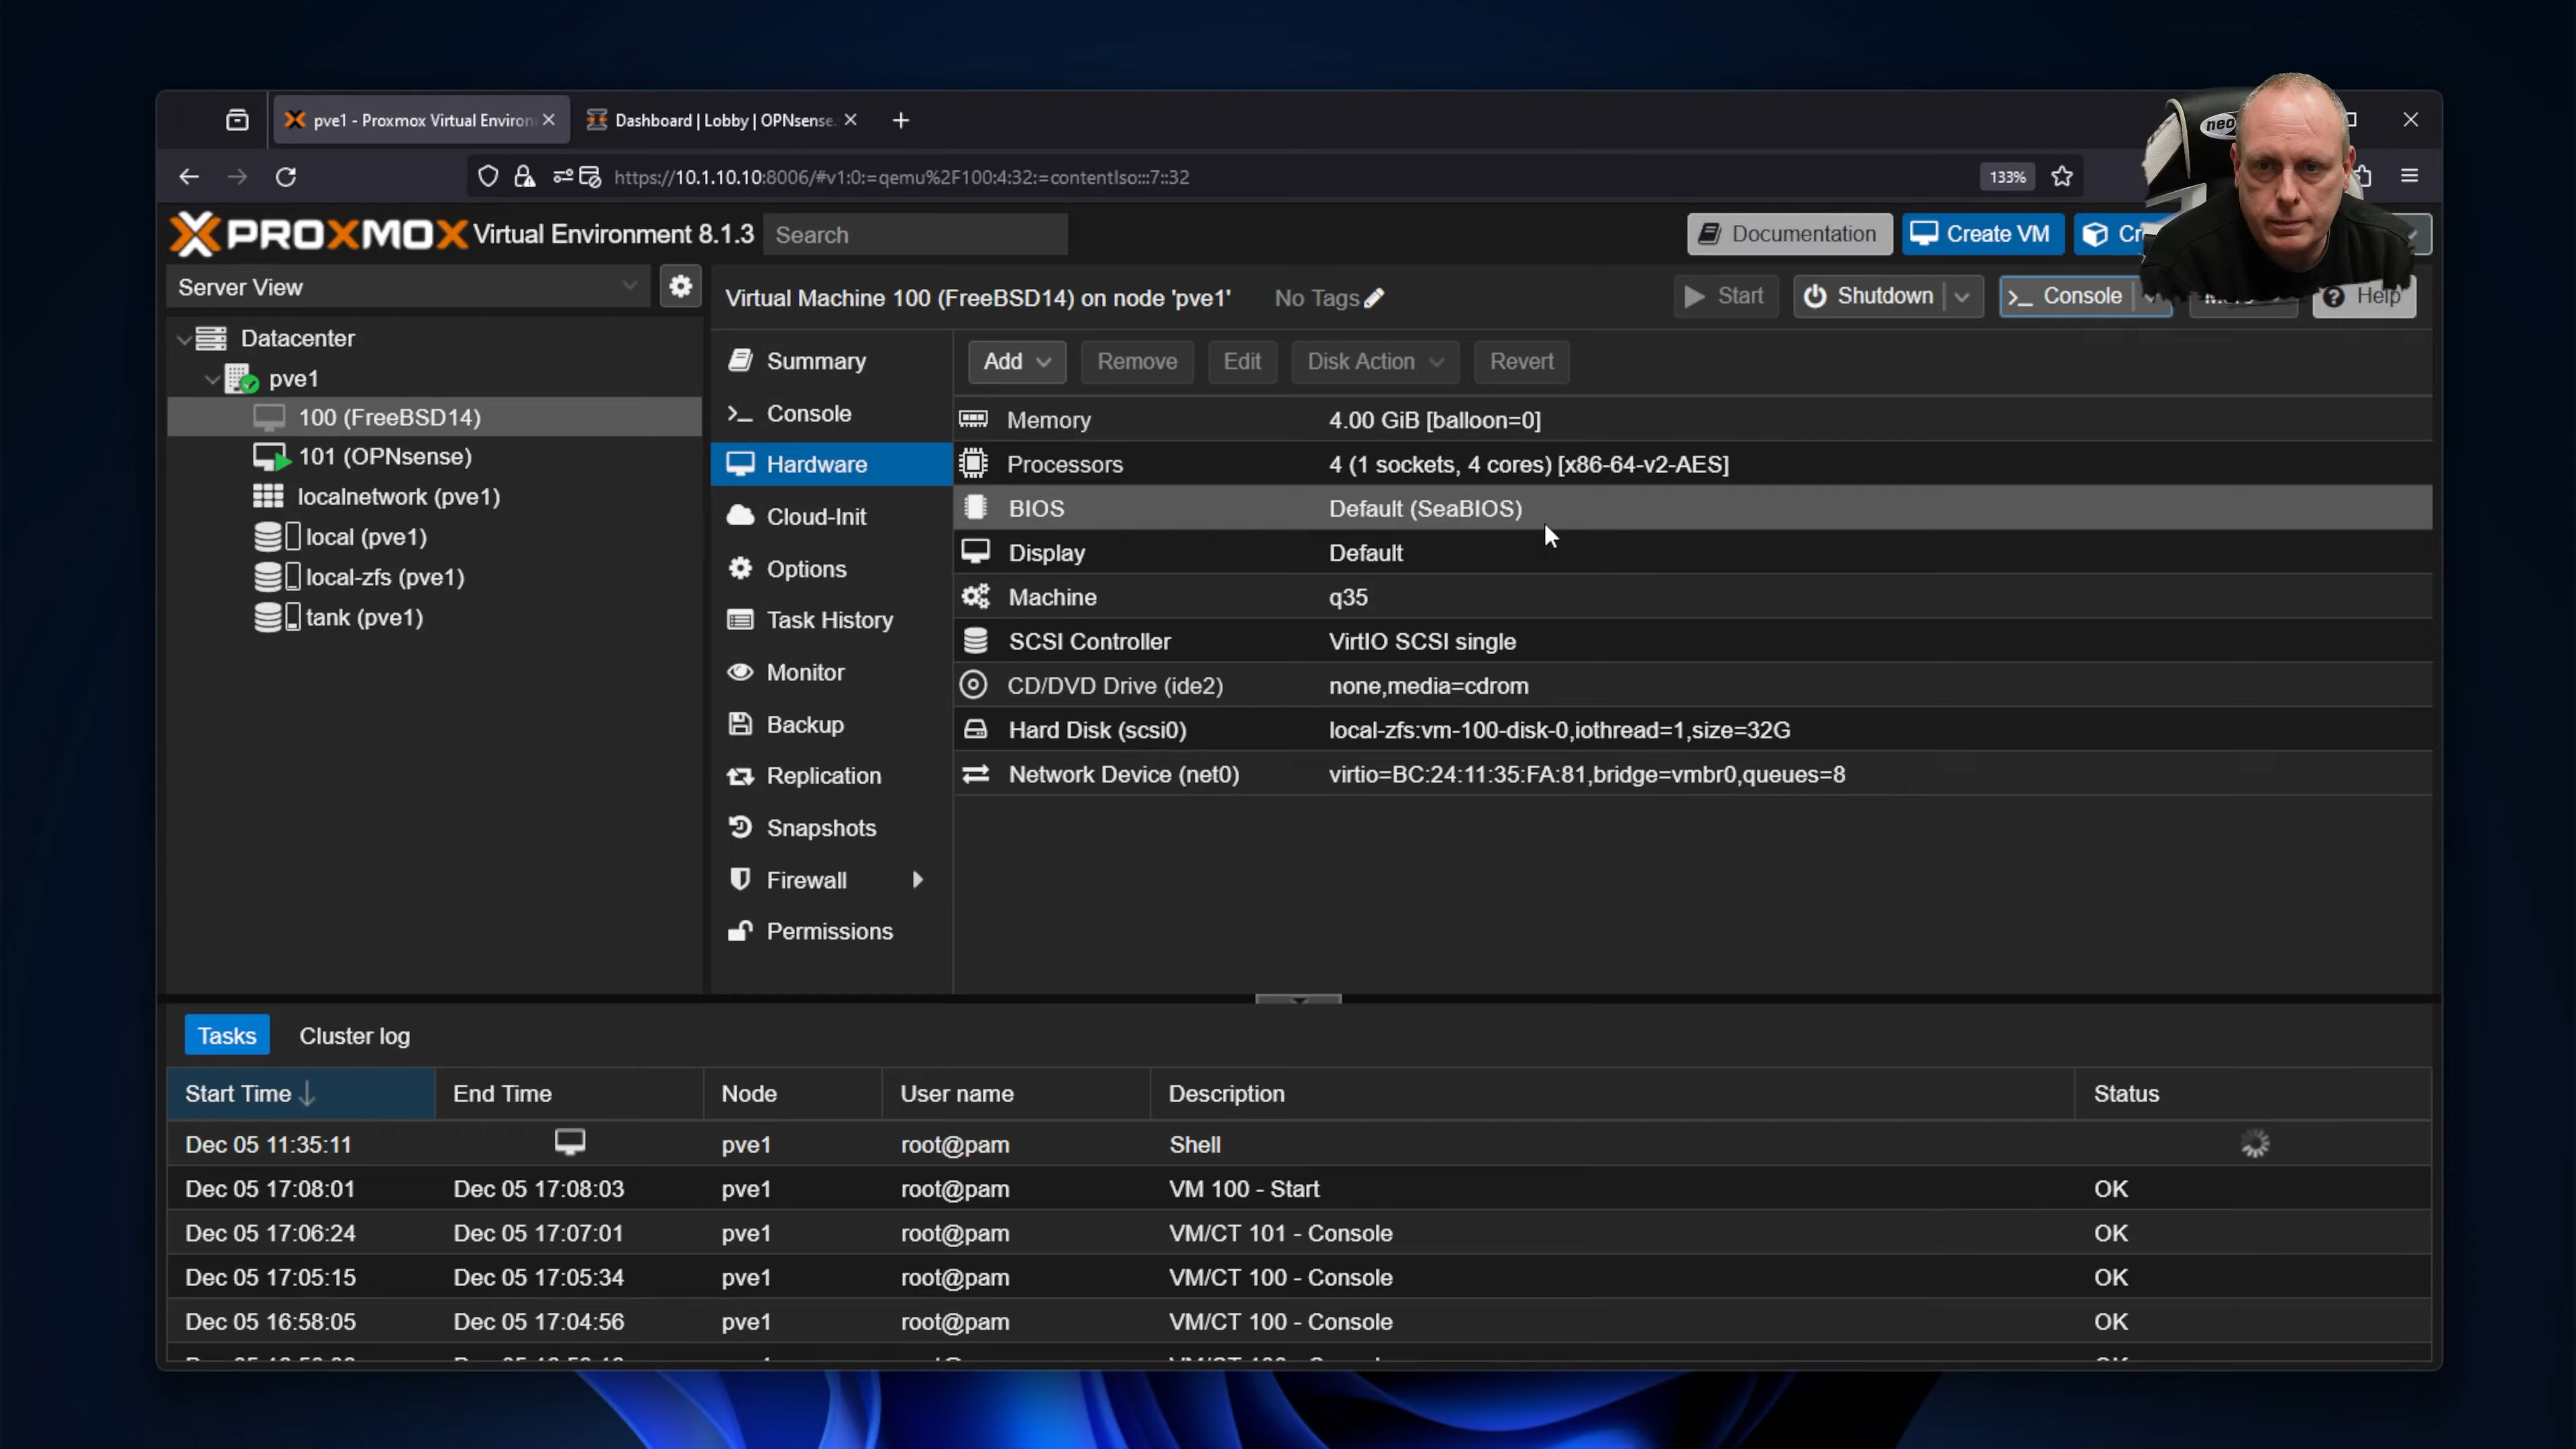 pve1 - Proxmox Virtual Environ
Dashboard | Lobby | OPNsense.
https://10.1.10.10:8006/#v1:0:=qemu%2F100:4:32:=contentIso:::7::32
133%
neo
PROXMOX Virtual Environment 8.1.3
Search
Documentation
Create VM
Server View
Virtual Machine 100 (FreeBSD14) on node 'pve1'
No Tags
Start
Shutdown
Console
Help
Datacenter
pve1
100 (FreeBSD14)
101 (OPNsense)
localnetwork (pve1)
local (pve1)
local-zfs (pve1)
tank (pve1)
Summary
Console
Hardware
Cloud-Init
Options
Task History
Monitor
Backup
Replication
Snapshots
Firewall
Permissions
Add
Remove
Edit
Disk Action
Revert
Memory 4.00 GiB [balloon=0]
Processors 4 (1 sockets, 4 cores) [x86-64-v2-AES]
BIOS Default (SeaBIOS)
Display Default
Machine q35
SCSI Controller VirtIO SCSI single
CD/DVD Drive (ide2) none,media=cdrom
Hard Disk (scsi0) local-zfs:vm-100-disk-0,iothread=1,size=32G
Network Device (net0) virtio=BC:24:11:35:FA:81,bridge=vmbr0,queues=8
Tasks
Cluster log
Start Time End Time Node User name Description Status
Dec 05 11:35:11 pve1 root@pam Shell
Dec 05 17:08:01 Dec 05 17:08:03 pve1 root@pam VM 100 - Start OK
Dec 05 17:06:24 Dec 05 17:07:01 pve1 root@pam VM/CT 101 - Console OK
Dec 05 17:05:15 Dec 05 17:05:34 pve1 root@pam VM/CT 100 - Console OK
Dec 05 16:58:05 Dec 05 17:04:56 pve1 root@pam VM/CT 100 - Console OK